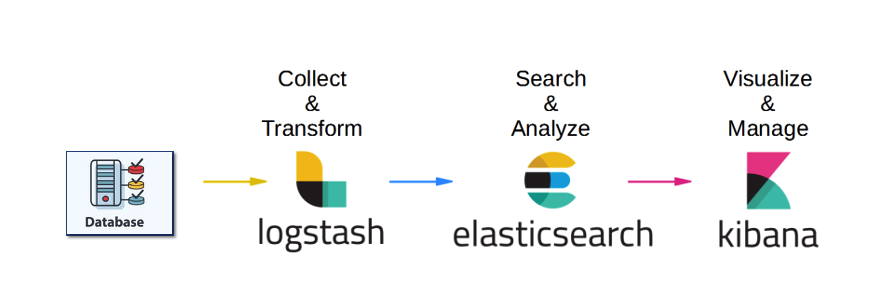 Collect
&
Transform
Search
&
Analyze
Visualize
&
Manage
Database
logstash
elasticsearch
kibana